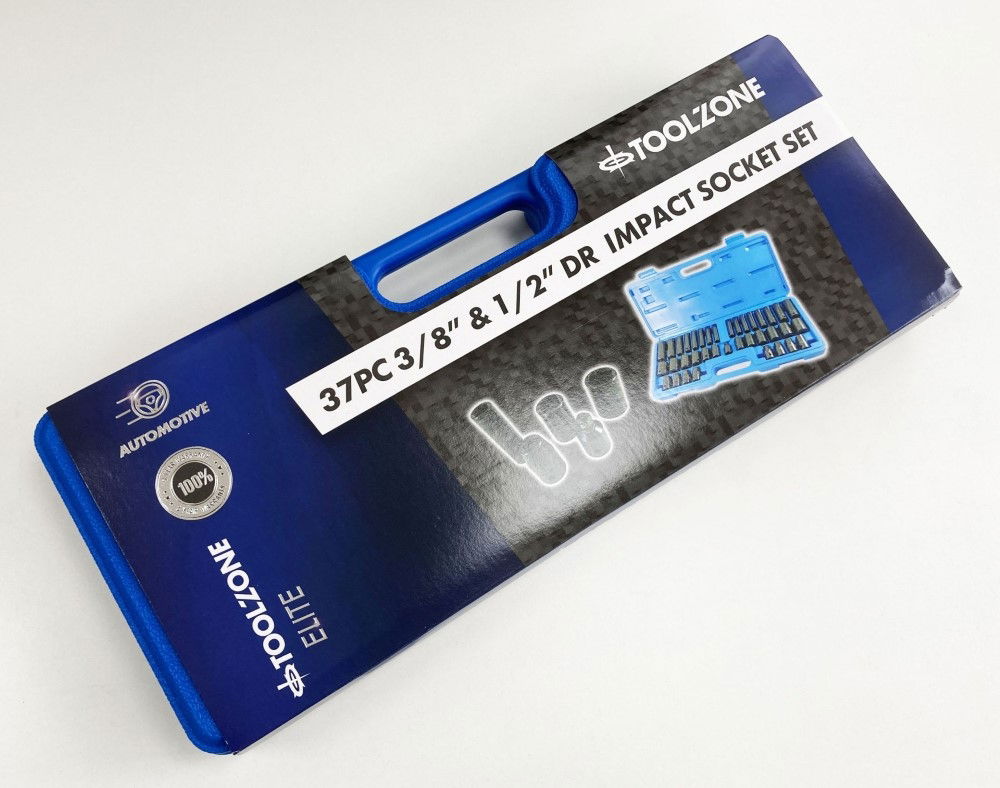 TOOLZONE
37PC 3/8" & 1/2" DR IMPACT SOCKET SET
AUTOMOTIVE
100%
TOOLZONE
ELITE